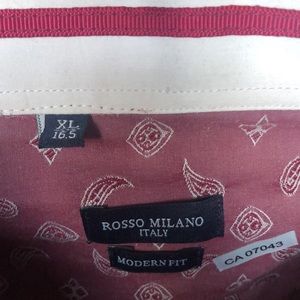 XL
16.5
ROSSO MILANO
ITALY
MODERN FIT
CA 07043